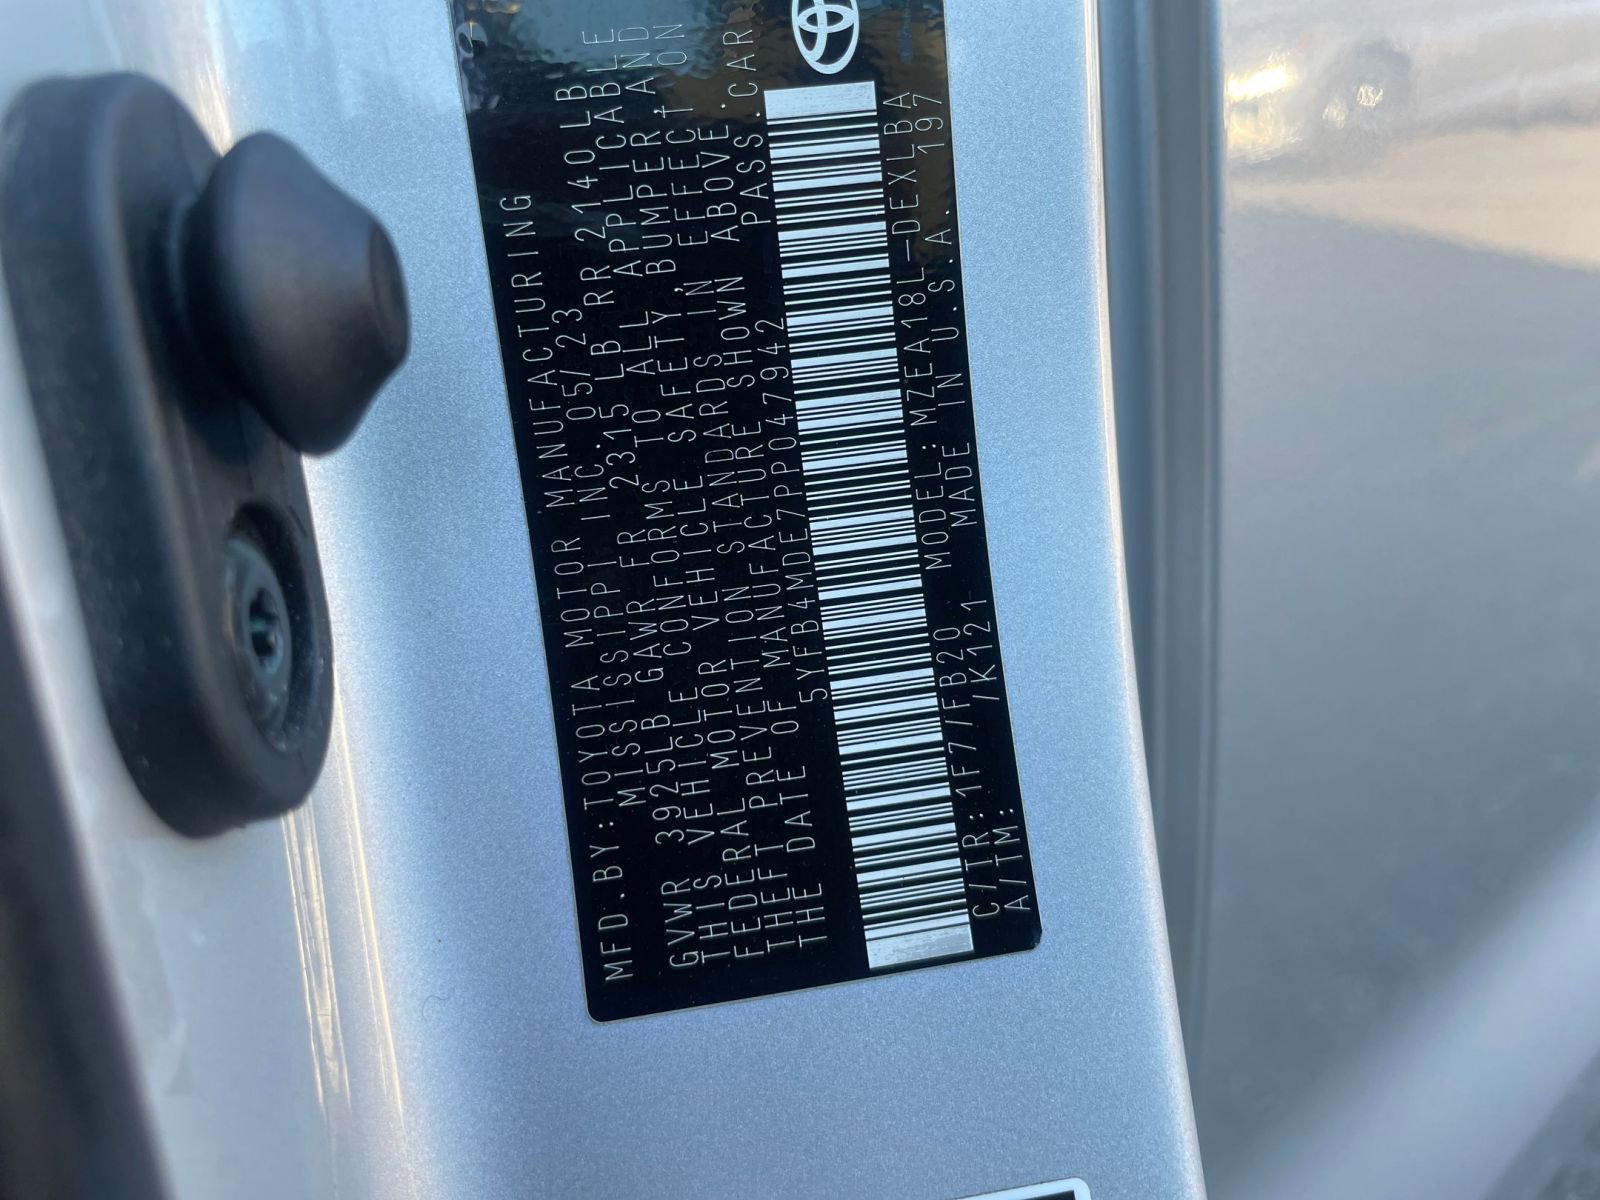 MFD.BY:TOYOTA MOTOR MANUFACTURING
MISSISSIPPI INC. 05/23
GVWR 3925LB GAWR FR 2315 LB RR 2140LB
THIS VEHICLE CONFORMS TO ALL APPLICABLE
FEDERAL MOTOR VEHICLE SAFETY, BUMPER, AND
THEFT PREVENTION STANDARDS IN EFFECT ON
THE DATE OF MANUFACTURE SHOWN ABOVE.
5YFB4MDE7PP047942 PASS.CAR
C/TR:1F7/FB20 MODEL:MZEA18L-DEXLBA
A/TM: -/K121 MADE IN U.S.A. 197